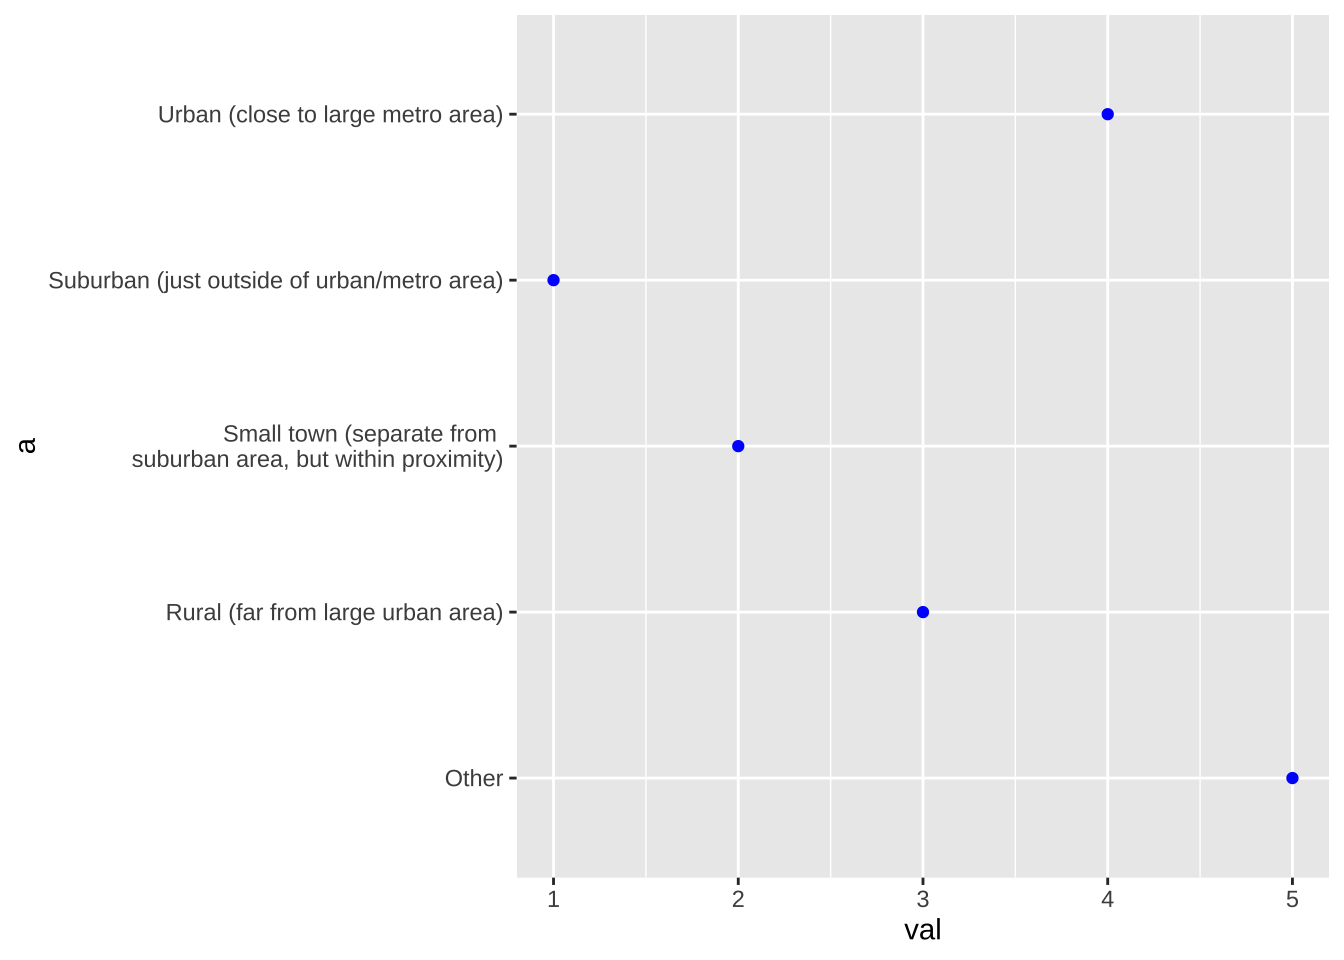 Urban (close to large metro area)
Suburban (just outside of urban/metro area)
Small town (separate from
suburban area, but within proximity)
Rural (far from large urban area)
Other
a
1 2 3 4 5
val